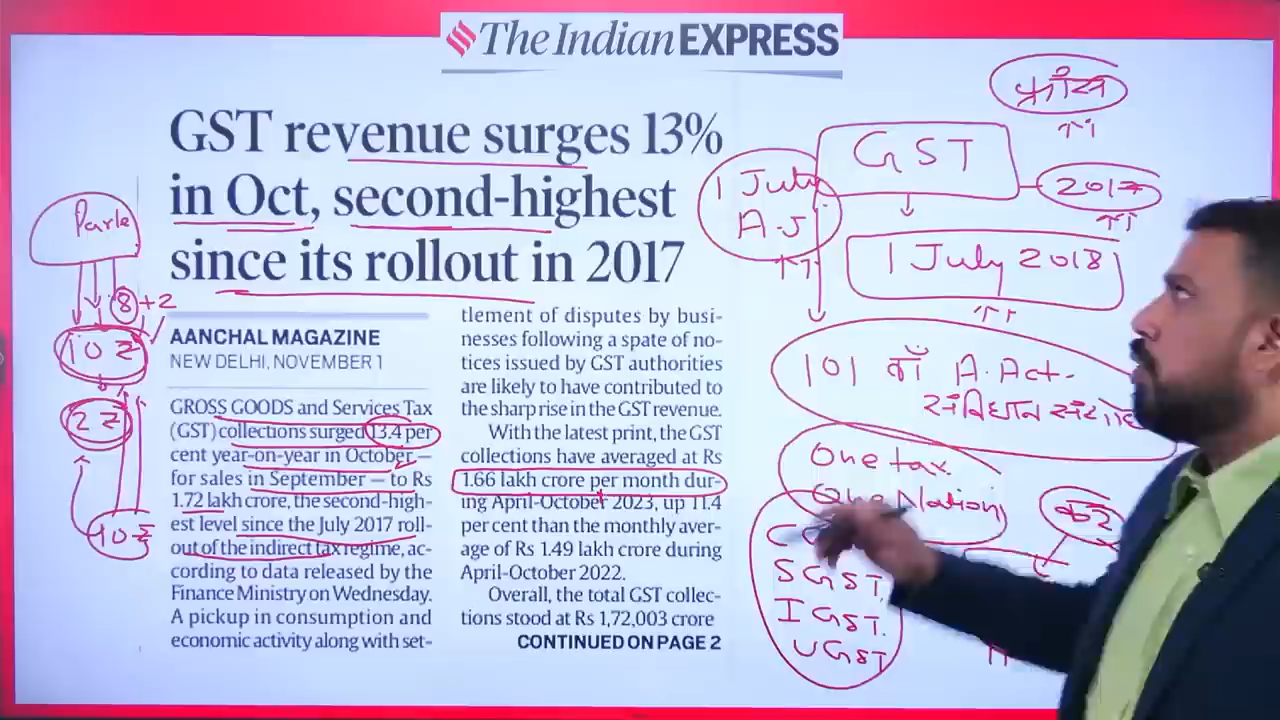 The Indian EXPRESS
GST revenue surges 13%
in Oct, second-highest
since its rollout in 2017
AANCHAL MAGAZINE
NEW DELHI, NOVEMBER 1
GROSS GOODS and Services Tax
(GST) collections surged 13.4 per
cent year-on-year in October —
for sales in September — to Rs
1.72 lakh crore, the second-high-
est level since the July 2017 roll-
out of the indirect tax regime, ac-
cording to data released by the
Finance Ministry on Wednesday.
A pickup in consumption and
economic activity along with set-
tlement of disputes by busi-
nesses following a spate of no-
tices issued by GST authorities
are likely to have contributed to
the sharp rise in the GST revenue.
With the latest print, the GST
collections have averaged at Rs
1.66 lakh crore per month dur-
ing April-October 2023, up 11.4
per cent than the monthly aver-
age of Rs 1.49 lakh crore during
April-October 2022.
Overall, the total GST collec-
tions stood at Rs 1,72,003 crore
CONTINUED ON PAGE 2
Parle
8+2
10 ₹
2 ₹
10 ₹
फ्रांस
GST
2017
1 July
A.J
1 July 2018
101 वाँ A. Act-
संविधान
One tax
One Nation
SGST
IGST
UGST
कर